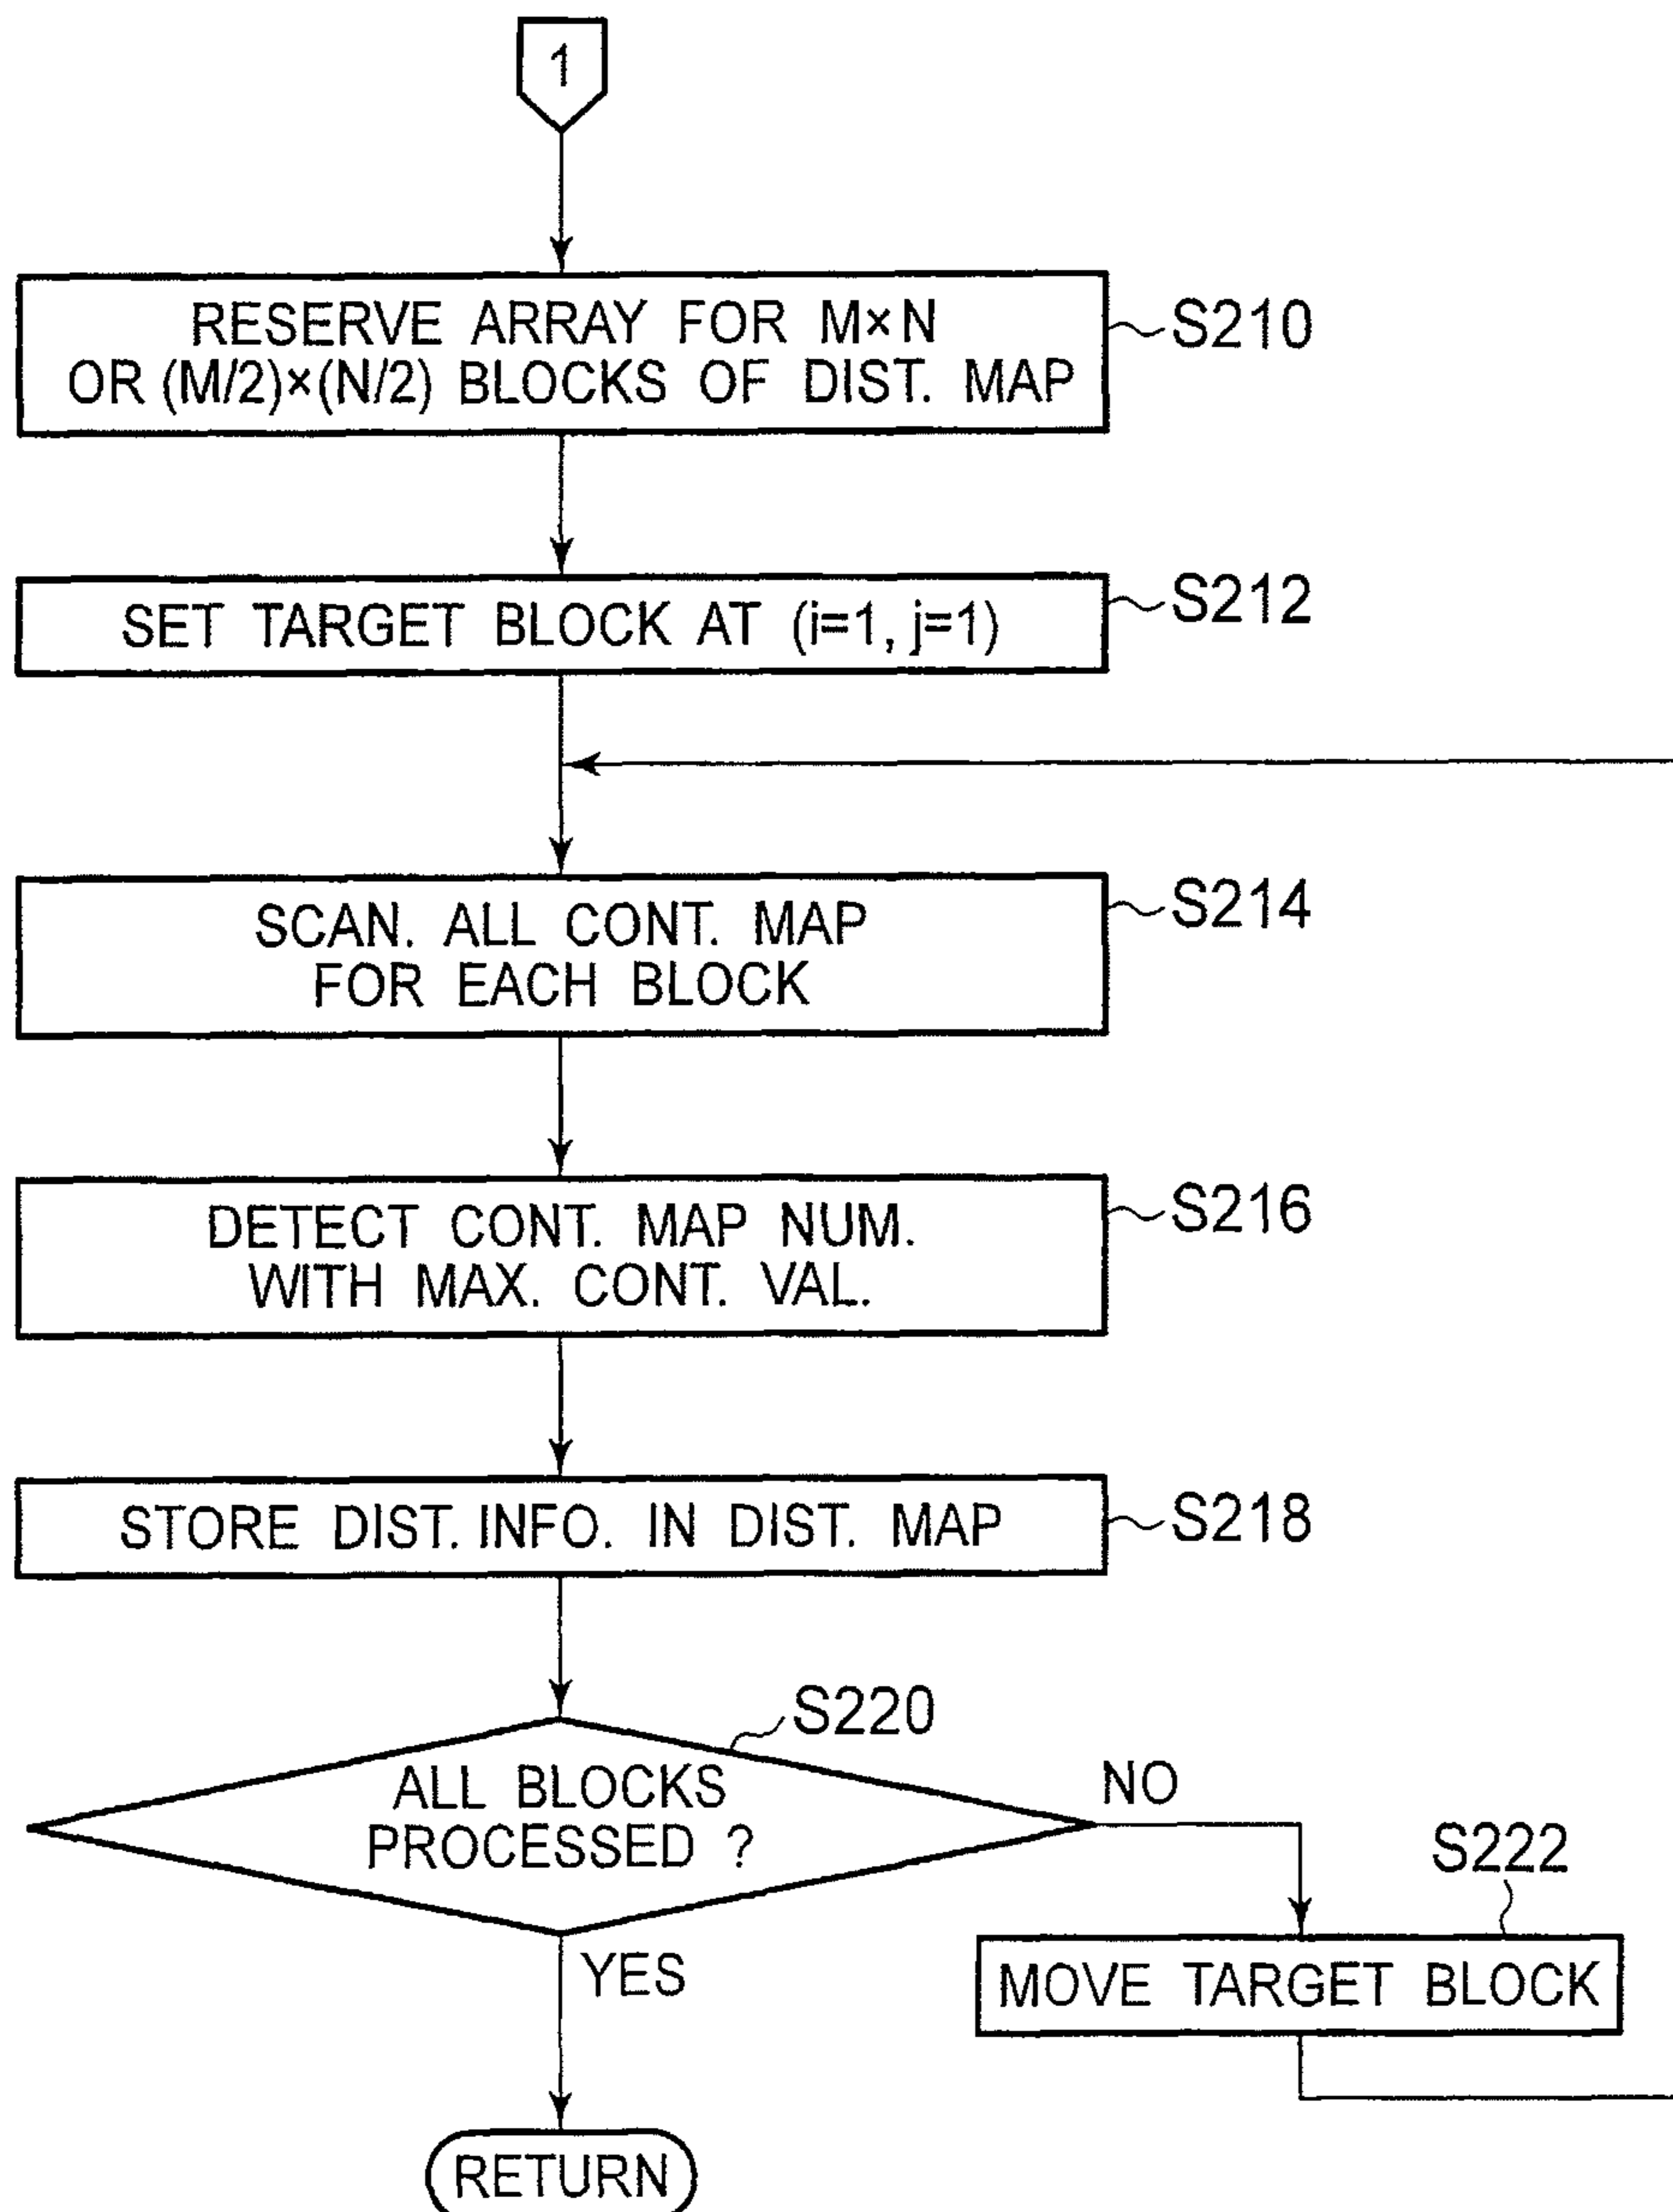 1
RESERVE ARRAY FOR M×N
OR (M/2)×(N/2) BLOCKS OF DIST. MAP
S210
SET TARGET BLOCK AT (i=1, j=1)
S212
SCAN. ALL CONT. MAP
FOR EACH BLOCK
S214
DETECT CONT. MAP NUM.
WITH MAX. CONT. VAL.
S216
STORE DIST. INFO. IN DIST. MAP
S218
S220
ALL BLOCKS
PROCESSED ?
NO
S222
MOVE TARGET BLOCK
YES
RETURN